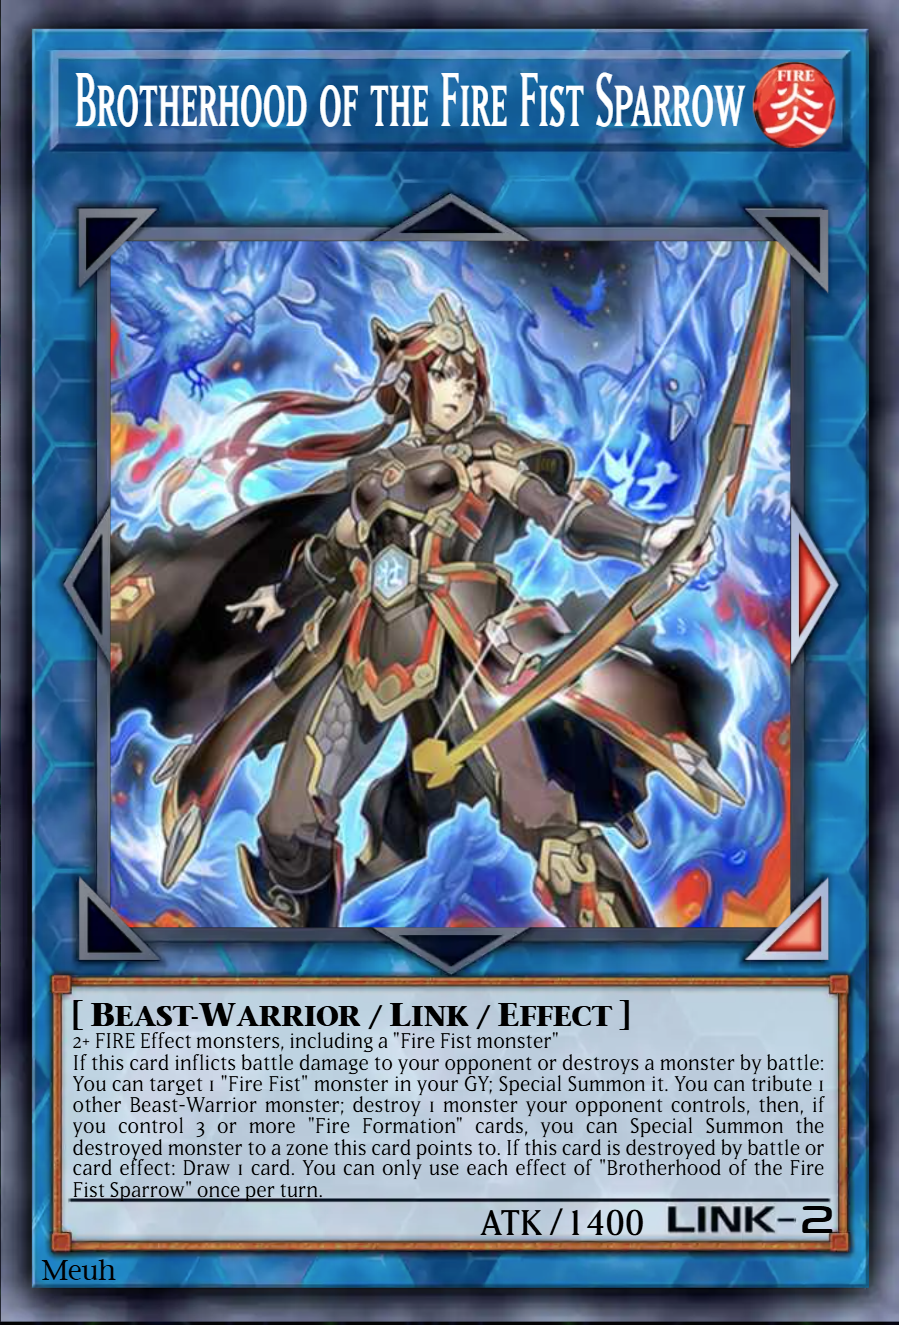 Brotherhood of the Fire Fist Sparrow
FIRE
炎
壮
壮
[ Beast-Warrior / Link / Effect ]
2+ FIRE Effect monsters, including a "Fire Fist monster"
If this card inflicts battle damage to your opponent or destroys a monster by battle:
You can target 1 "Fire Fist" monster in your GY; Special Summon it. You can tribute 1
other Beast-Warrior monster; destroy 1 monster your opponent controls, then, if
you control 3 or more "Fire Formation" cards, you can Special Summon the
destroyed monster to a zone this card points to. If this card is destroyed by battle or
card effect: Draw 1 card. You can only use each effect of "Brotherhood of the Fire
Fist Sparrow" once per turn.
ATK / 1400 LINK-2
Meuh